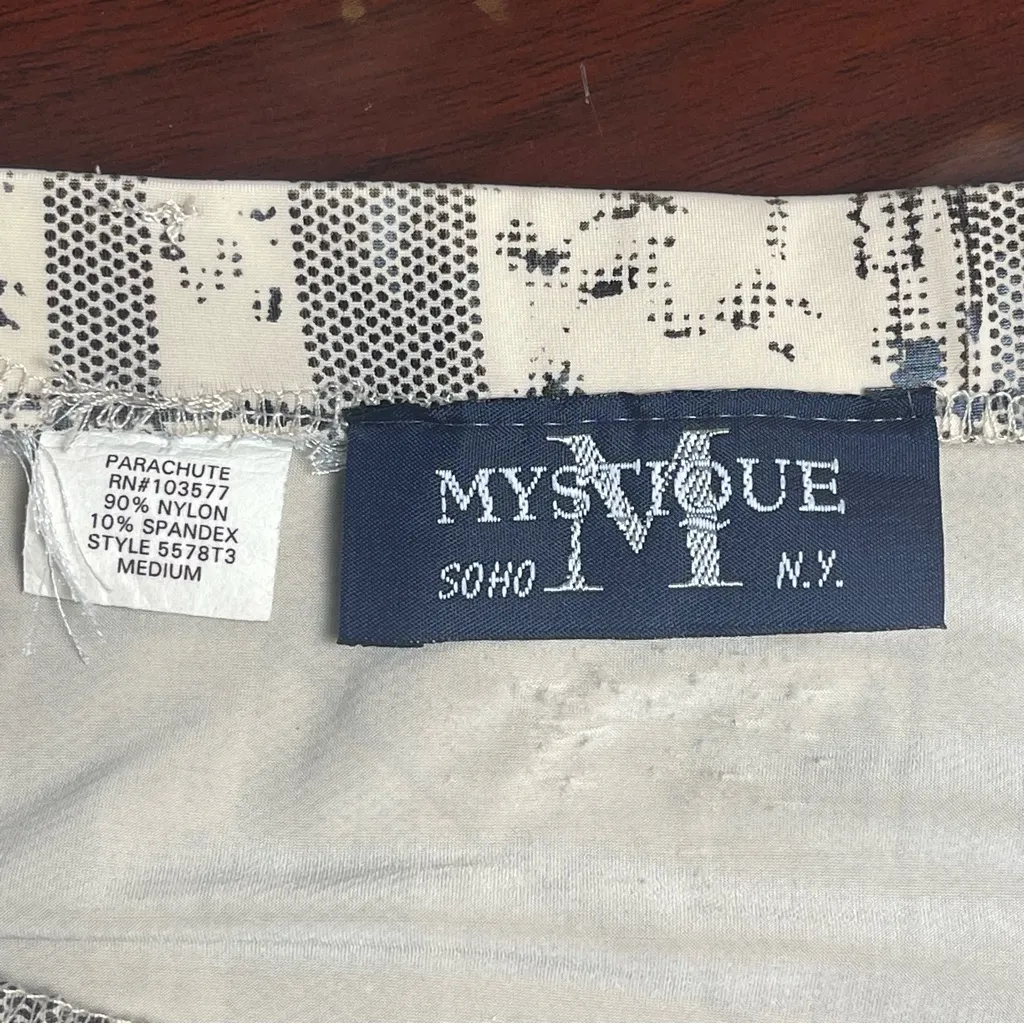 PARACHUTE
RN#103577
90% NYLON
10% SPANDEX
STYLE 5578T3
MEDIUM
MYSTIQUE
M
SOHO N.Y.